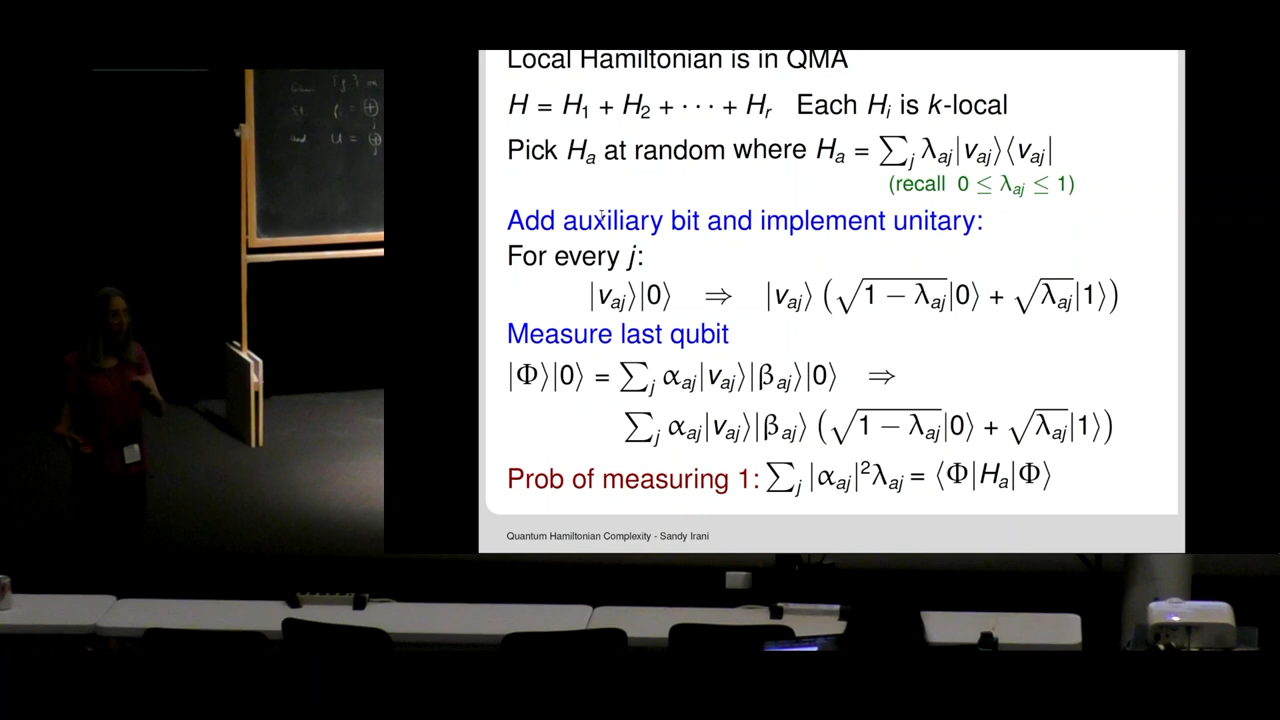 Local Hamiltonian is in QMA
H = H₁ + H₂ + ⋯ + Hᵣ Each Hᵢ is k-local
Pick Hₐ at random where Hₐ = ∑ⱼ λₐⱼ|vₐⱼ⟩⟨vₐⱼ|
(recall 0 ≤ λₐⱼ ≤ 1)
Add auxiliary bit and implement unitary:
For every j:
|vₐⱼ⟩|0⟩ ⇒ |vₐⱼ⟩ (√(1 − λₐⱼ)|0⟩ + √λₐⱼ|1⟩)
Measure last qubit
|Φ⟩|0⟩ = ∑ⱼ αₐⱼ|vₐⱼ⟩|βₐⱼ⟩|0⟩ ⇒
∑ⱼ αₐⱼ|vₐⱼ⟩|βₐⱼ⟩ (√(1 − λₐⱼ)|0⟩ + √λₐⱼ|1⟩)
Prob of measuring 1: ∑ⱼ |αₐⱼ|²λₐⱼ = ⟨Φ|Hₐ|Φ⟩
Quantum Hamiltonian Complexity - Sandy Irani